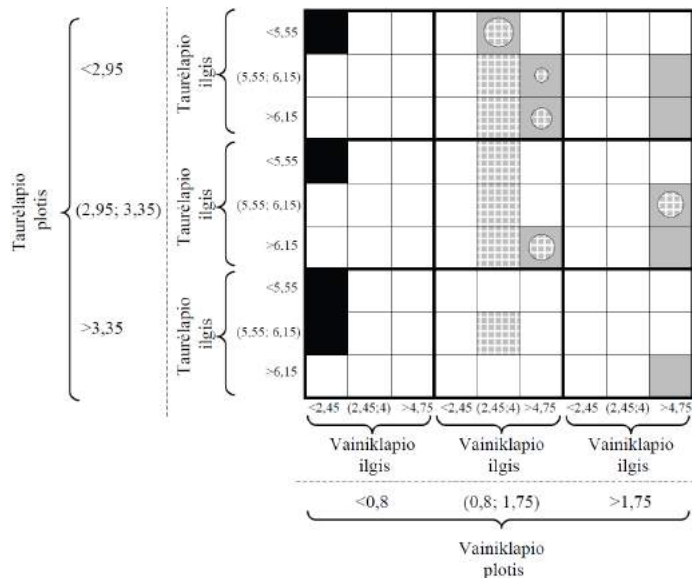 Taurėlapio
plotis
<2,95
(2,95; 3,35)
>3,35
Taurėlapio
ilgis
<5,55
(5,55; 6,15)
>6,15
Taurėlapio
ilgis
<5,55
(5,55; 6,15)
>6,15
Taurėlapio
ilgis
<5,55
(5,55; 6,15)
>6,15
<2,45 (2,45;4) >4,75 <2,45 (2,45;4) >4,75 <2,45 (2,45;4) >4,75
Vainiklapio Vainiklapio Vainiklapio
ilgis ilgis ilgis
<0,8 (0,8; 1,75) >1,75
Vainiklapio
plotis